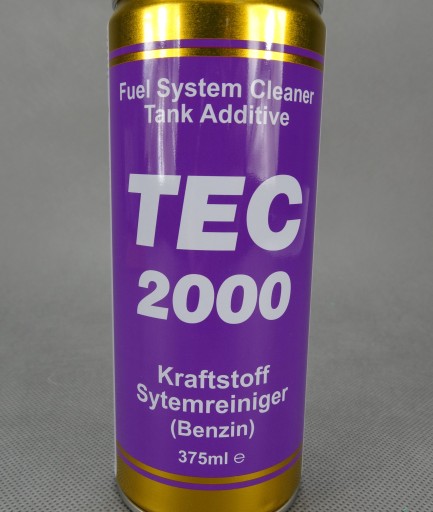 Fuel System Cleaner
Tank Additive
TEC
2000
Kraftstoff
Sytemreiniger
(Benzin)
375ml ℮